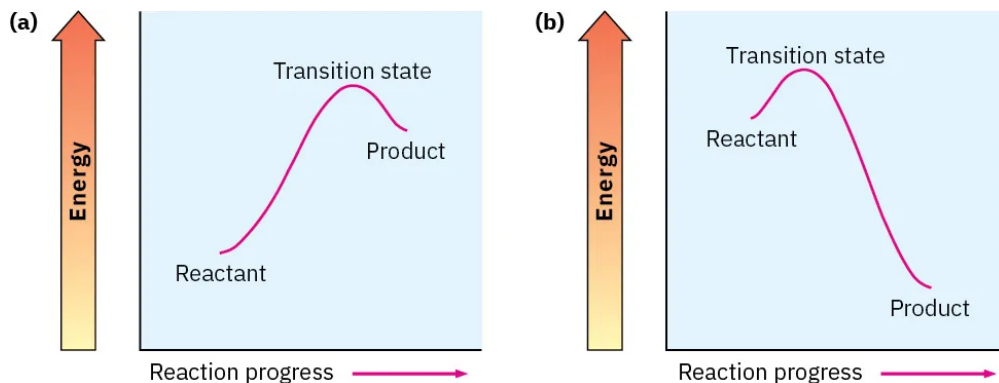 (a)
Energy
Transition state
Product
Reactant
Reaction progress
(b)
Energy
Transition state
Reactant
Product
Reaction progress